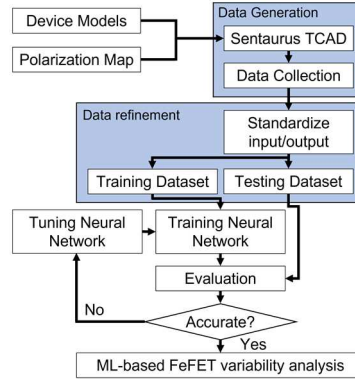 Device Models
Polarization Map
Data Generation
Sentaurus TCAD
Data Collection
Data refinement
Standardize
input/output
Training Dataset
Testing Dataset
Tuning Neural
Network
Training Neural
Network
Evaluation
Accurate?
No
Yes
ML-based FeFET variability analysis